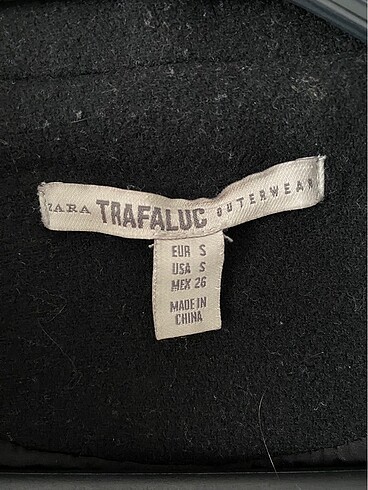 ZARA TRAFALUC OUTERWEAR
EUR S
USA S
MEX 26
MADE IN
CHINA